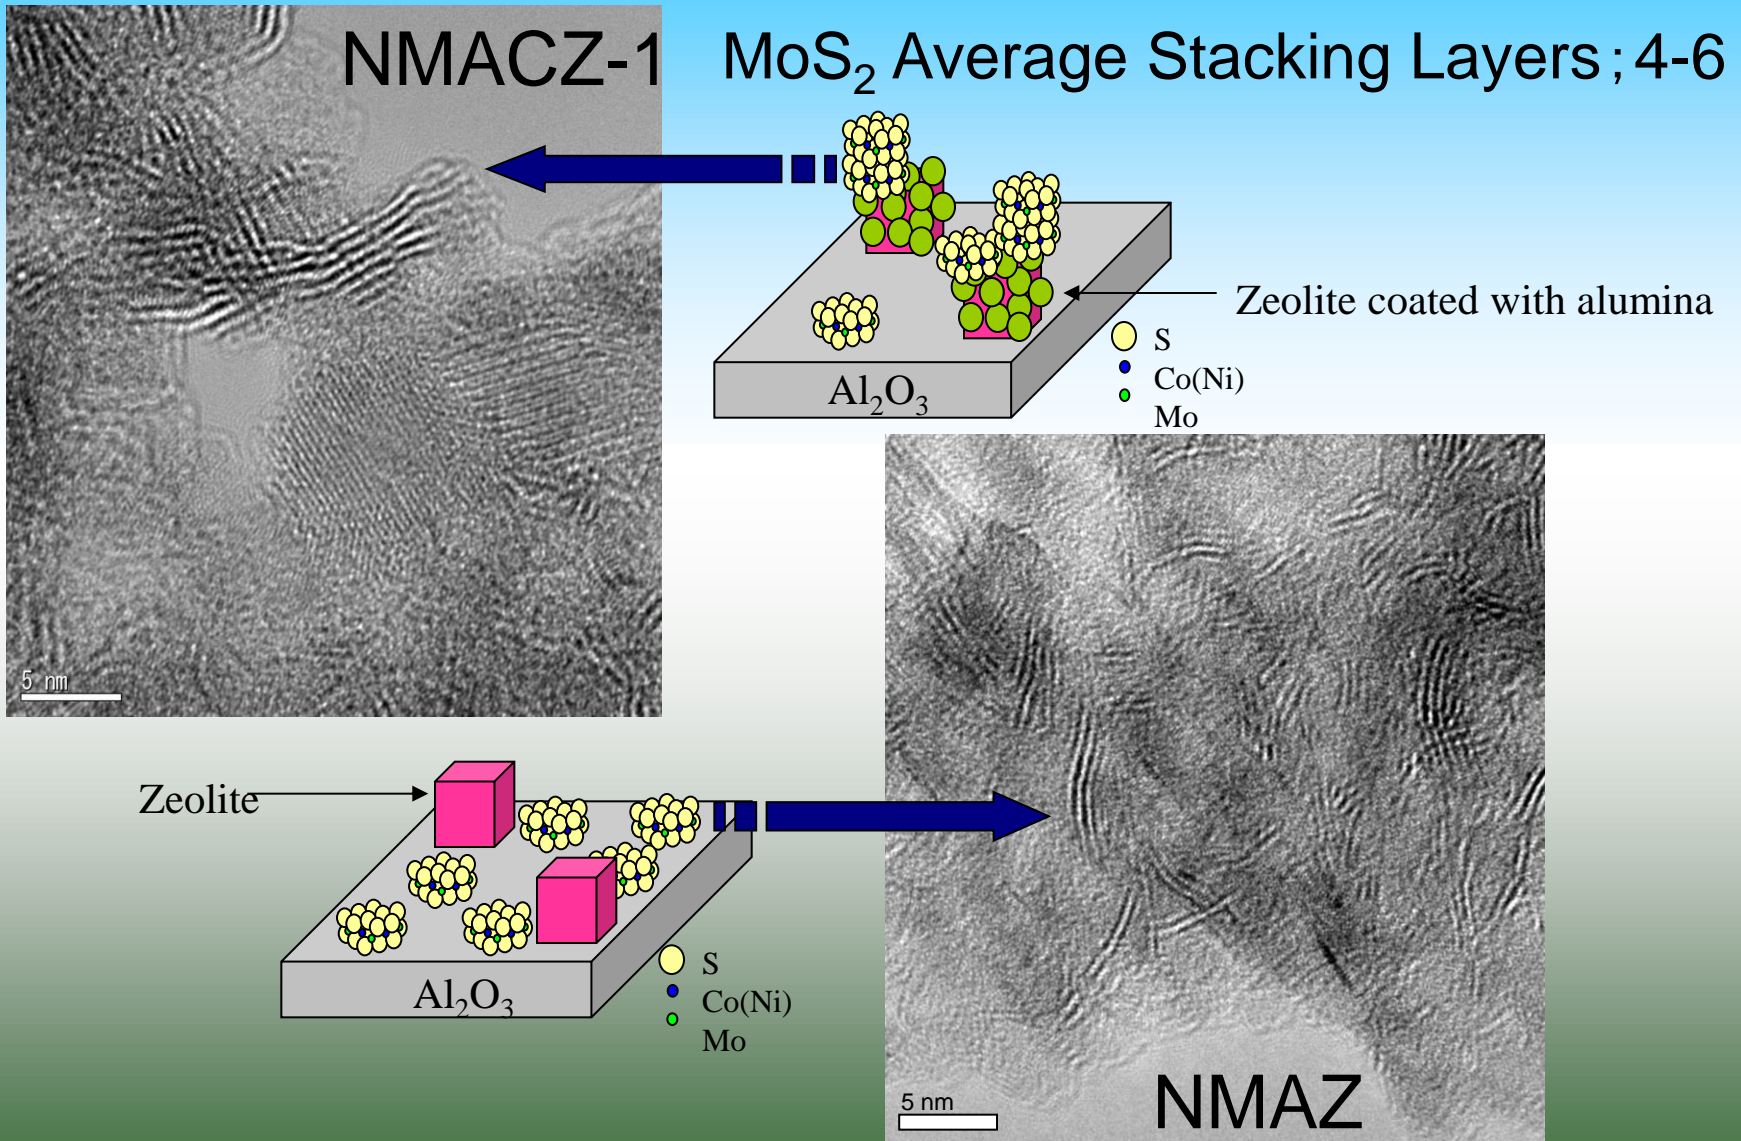 NMACZ-1
MoS₂ Average Stacking Layers ; 4-6
Zeolite coated with alumina
S
Co(Ni)
Mo
Al₂O₃
5 nm
Zeolite
Al₂O₃
S
Co(Ni)
Mo
5 nm
NMAZ